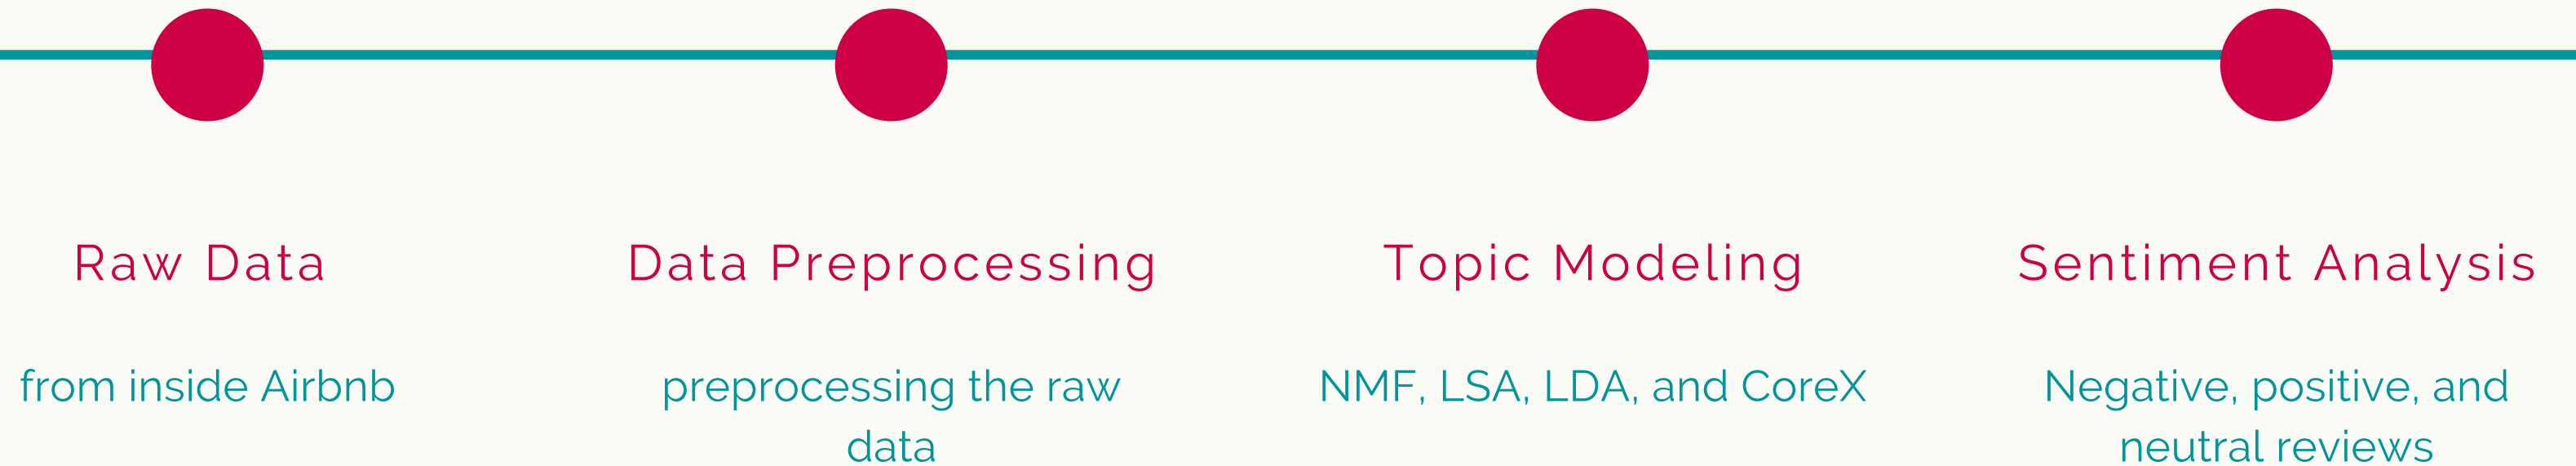 Raw Data
from inside Airbnb
Data Preprocessing
preprocessing the raw
data
Topic Modeling
NMF, LSA, LDA, and CoreX
Sentiment Analysis
Negative, positive, and
neutral reviews